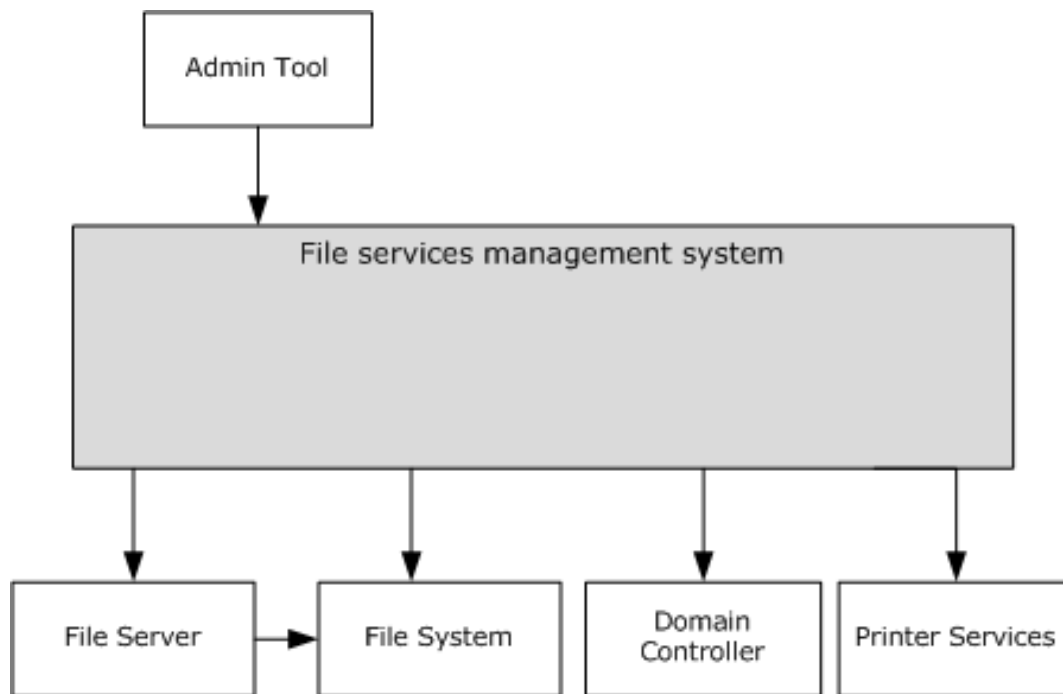 Admin Tool
File services management system
File Server
File System
Domain
Controller
Printer Services